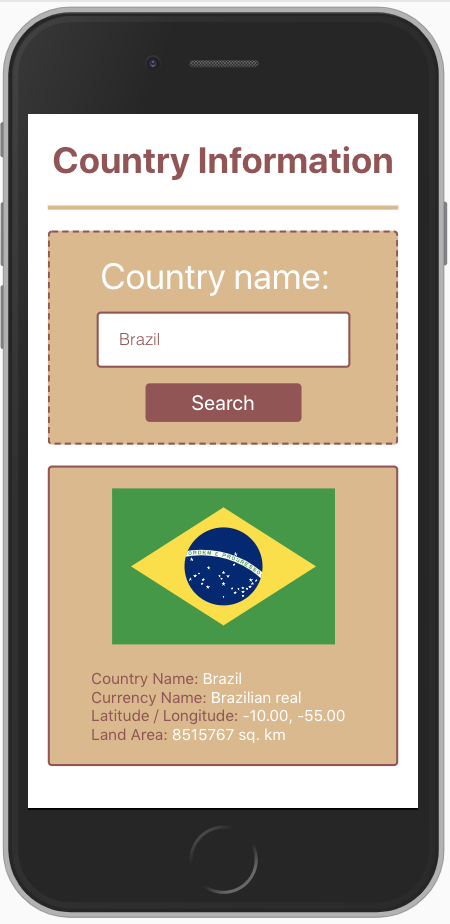 Country Information
Country name:
Brazil
Search
ORDEM E PROGRESSO
Country Name: Brazil
Currency Name: Brazilian real
Latitude / Longitude: -10.00, -55.00
Land Area: 8515767 sq. km